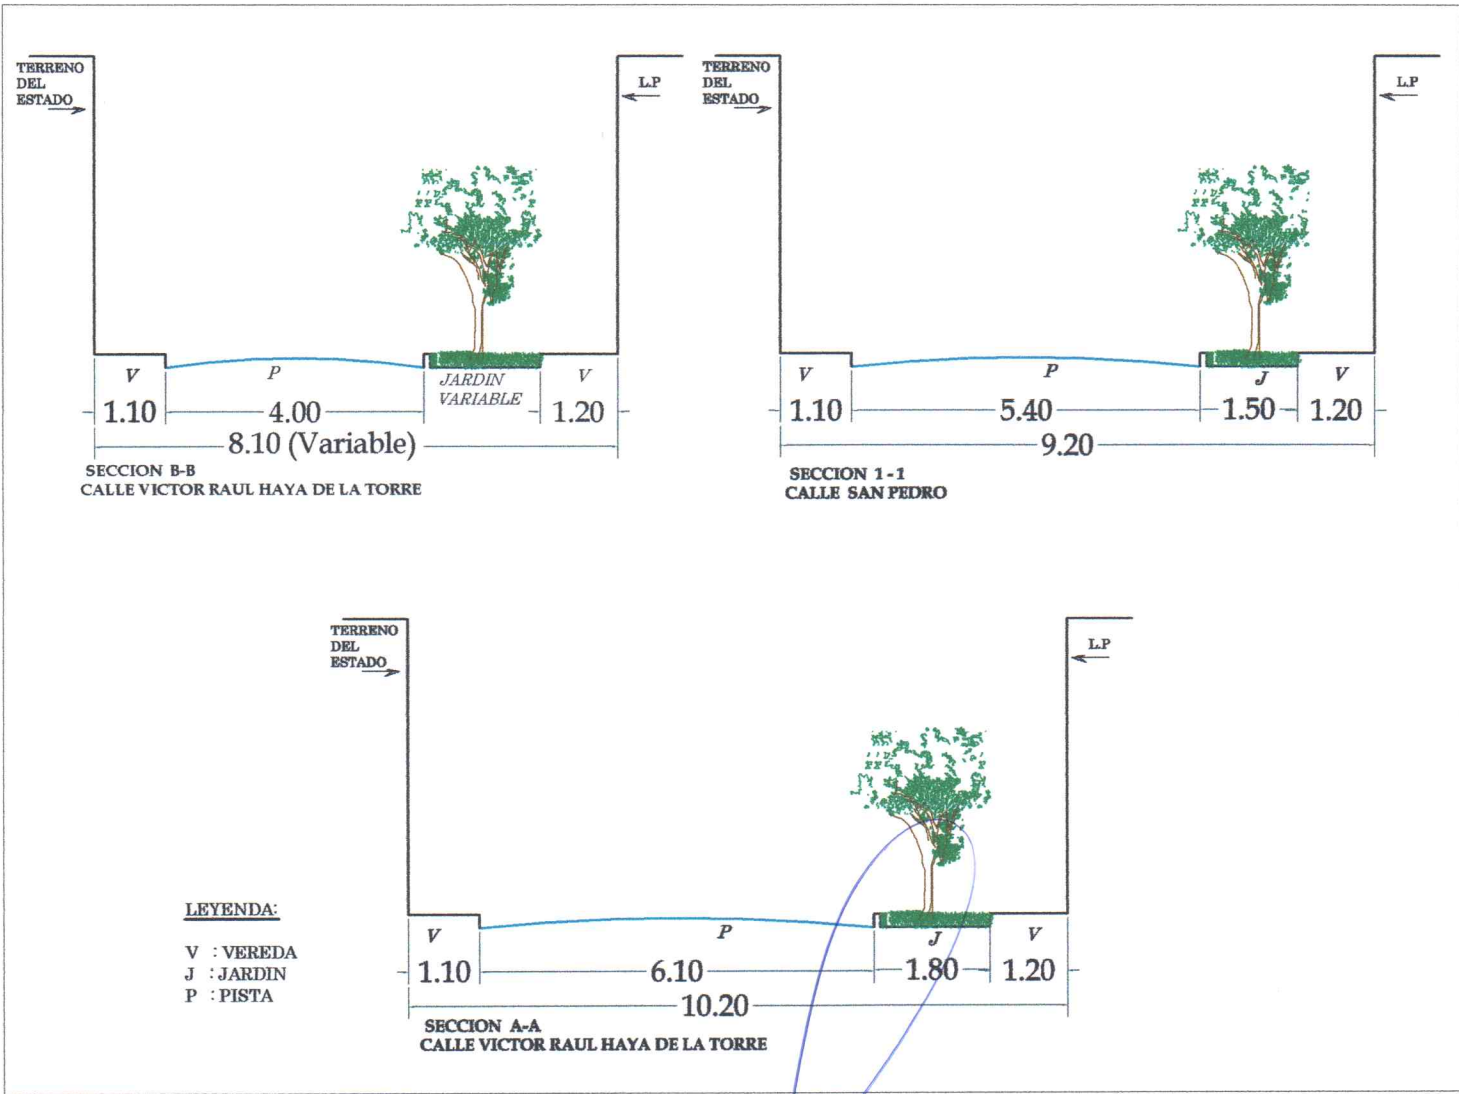 TERRENO
DEL
ESTADO
L.P
V P JARDIN V
VARIABLE
1.10 4.00 1.20
8.10 (Variable)
SECCION B-B
CALLE VICTOR RAUL HAYA DE LA TORRE
TERRENO
DEL
ESTADO
L.P
V P J V
1.10 5.40 1.50 1.20
9.20
SECCION 1-1
CALLE SAN PEDRO
TERRENO
DEL
ESTADO
L.P
V P J V
1.10 6.10 1.80 1.20
10.20
SECCION A-A
CALLE VICTOR RAUL HAYA DE LA TORRE
LEYENDA:
V : VEREDA
J : JARDIN
P : PISTA